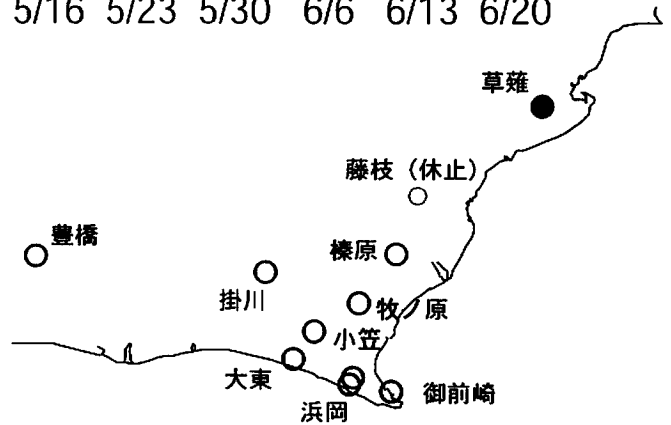 5/16 5/23 5/30 6/6 6/13 6/20
草薙
藤枝（休止）
豊橋
榛原
掛川
牧ノ原
小笠
大東
御前崎
浜岡